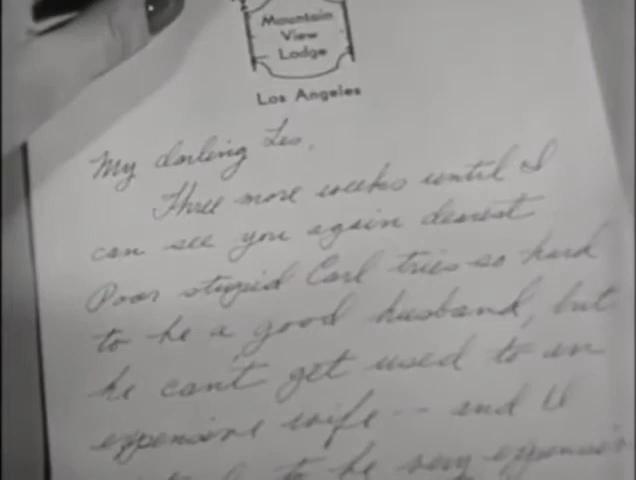 Mountain
View
Lodge
Los Angeles
My darling Les,
Three more weeks until I
can see you again dearest
Poor stupid Carl tries so hard
to be a good husband, but
he can't get used to an
expensive wife -- and I
to be very expensive